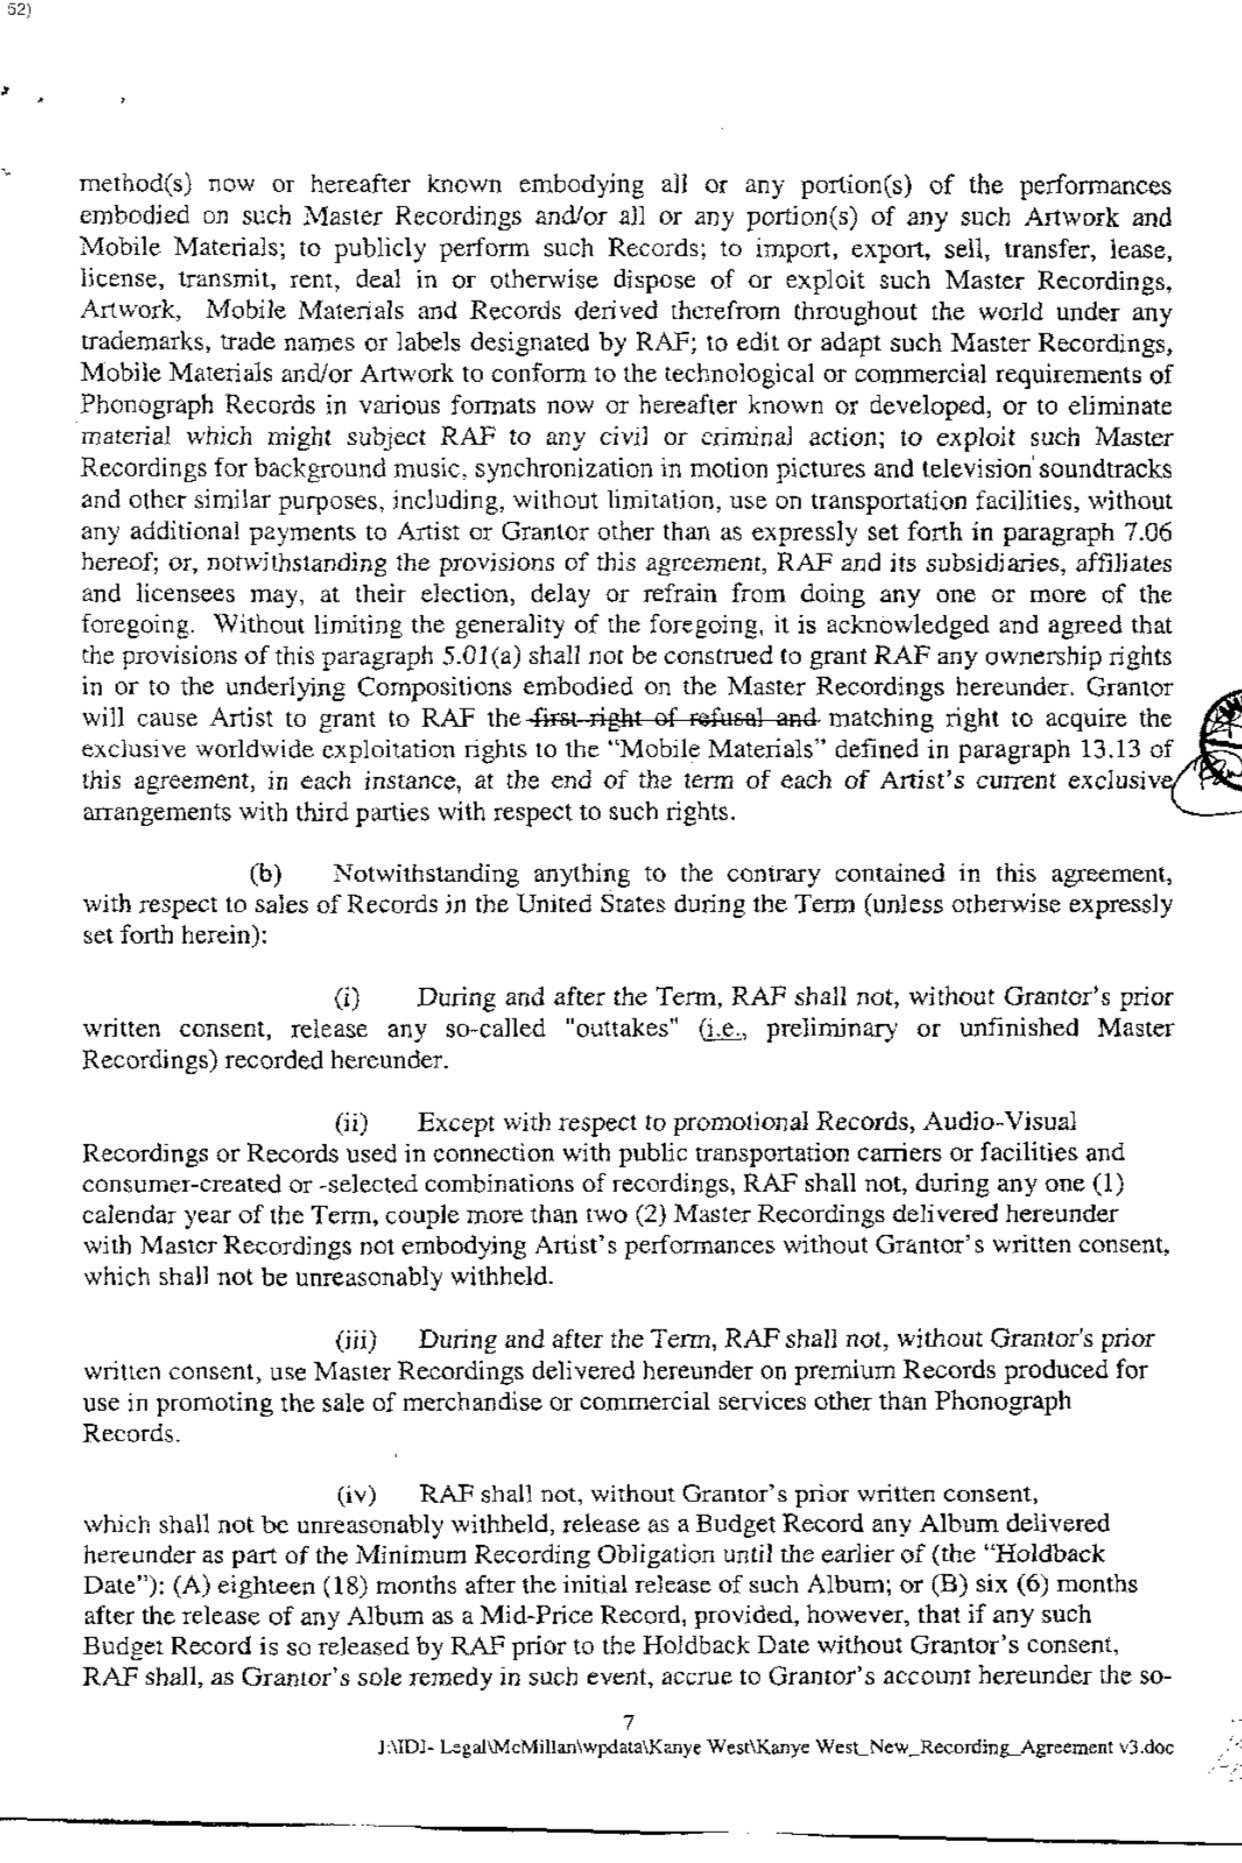 52)
method(s) now or hereafter known embodying all or any portion(s) of the performances
embodied on such Master Recordings and/or all or any portion(s) of any such Artwork and
Mobile Materials; to publicly perform such Records; to import, export, sell, transfer, lease,
license, transmit, rent, deal in or otherwise dispose of or exploit such Master Recordings,
Artwork, Mobile Materials and Records derived therefrom throughout the world under any
trademarks, trade names or labels designated by RAF; to edit or adapt such Master Recordings,
Mobile Materials and/or Artwork to conform to the technological or commercial requirements of
Phonograph Records in various formats now or hereafter known or developed, or to eliminate
material which might subject RAF to any civil or criminal action; to exploit such Master
Recordings for background music, synchronization in motion pictures and television soundtracks
and other similar purposes, including, without limitation, use on transportation facilities, without
any additional payments to Artist or Grantor other than as expressly set forth in paragraph 7.06
hereof; or, notwithstanding the provisions of this agreement, RAF and its subsidiaries, affiliates
and licensees may, at their election, delay or refrain from doing any one or more of the
foregoing. Without limiting the generality of the foregoing, it is acknowledged and agreed that
the provisions of this paragraph 5.01(a) shall not be construed to grant RAF any ownership rights
in or to the underlying Compositions embodied on the Master Recordings hereunder. Grantor
will cause Artist to grant to RAF the first right of refusal and matching right to acquire the
exclusive worldwide exploitation rights to the “Mobile Materials” defined in paragraph 13.13 of
this agreement, in each instance, at the end of the term of each of Artist’s current exclusive
arrangements with third parties with respect to such rights.
(b) Notwithstanding anything to the contrary contained in this agreement,
with respect to sales of Records in the United States during the Term (unless otherwise expressly
set forth herein):
(i) During and after the Term, RAF shall not, without Grantor’s prior
written consent, release any so-called "outtakes" (i.e., preliminary or unfinished Master
Recordings) recorded hereunder.
(ii) Except with respect to promotional Records, Audio-Visual
Recordings or Records used in connection with public transportation carriers or facilities and
consumer-created or -selected combinations of recordings, RAF shall not, during any one (1)
calendar year of the Term, couple more than two (2) Master Recordings delivered hereunder
with Master Recordings not embodying Artist’s performances without Grantor’s written consent,
which shall not be unreasonably withheld.
(iii) During and after the Term, RAF shall not, without Grantor's prior
written consent, use Master Recordings delivered hereunder on premium Records produced for
use in promoting the sale of merchandise or commercial services other than Phonograph
Records.
(iv) RAF shall not, without Grantor’s prior written consent,
which shall not be unreasonably withheld, release as a Budget Record any Album delivered
hereunder as part of the Minimum Recording Obligation until the earlier of (the “Holdback
Date”): (A) eighteen (18) months after the initial release of such Album; or (B) six (6) months
after the release of any Album as a Mid-Price Record, provided, however, that if any such
Budget Record is so released by RAF prior to the Holdback Date without Grantor’s consent,
RAF shall, as Grantor’s sole remedy in such event, accrue to Grantor’s account hereunder the so-
7
J:\IDJ- Legal\McMillan\wpdata\Kanye West\Kanye West_New_Recording_Agreement v3.doc